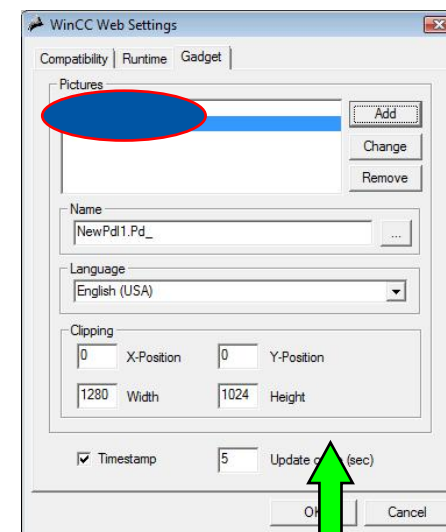 WinCC Web Settings
Compatibility Runtime Gadget
Pictures
Add
Change
Remove
Name
NewPdl1.Pd_
...
Language
English (USA)
Clipping
0 X-Position 0 Y-Position
1280 Width 1024 Height
Timestamp 5 Update (sec)
Cancel